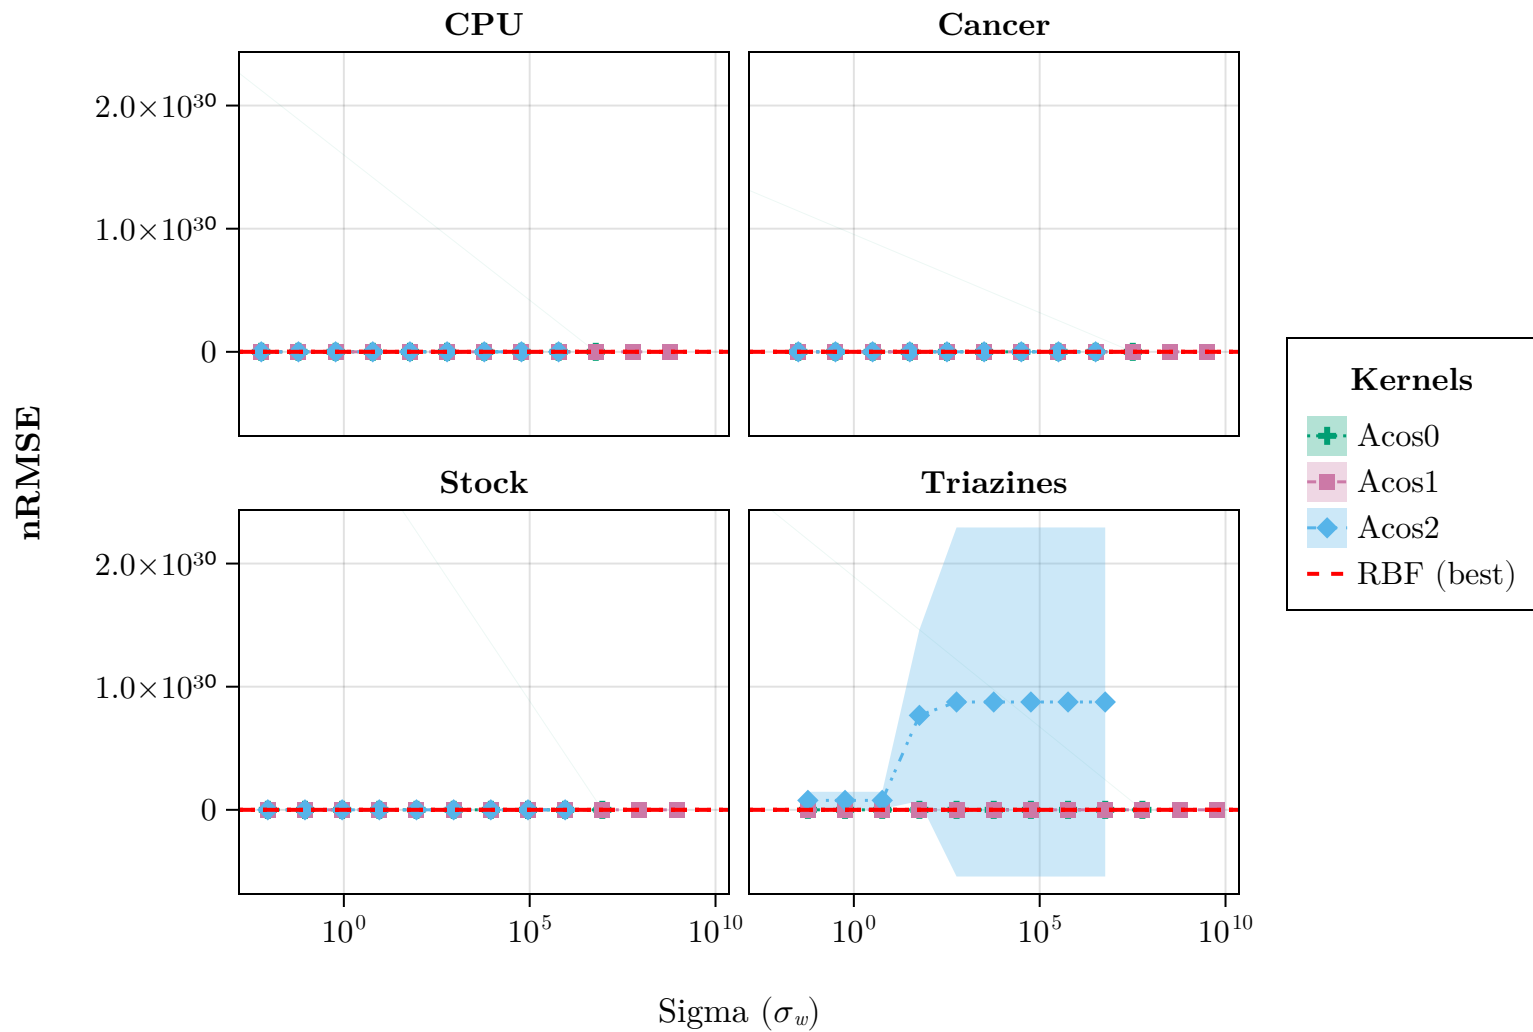 CPU
Cancer
2.0×10³⁰
1.0×10³⁰
0
nRMSE
Stock
Triazines
2.0×10³⁰
1.0×10³⁰
0
10⁰
10⁵
10¹⁰
10⁰
10⁵
10¹⁰
Sigma (σ_w)
Kernels
Acos0
Acos1
Acos2
RBF (best)